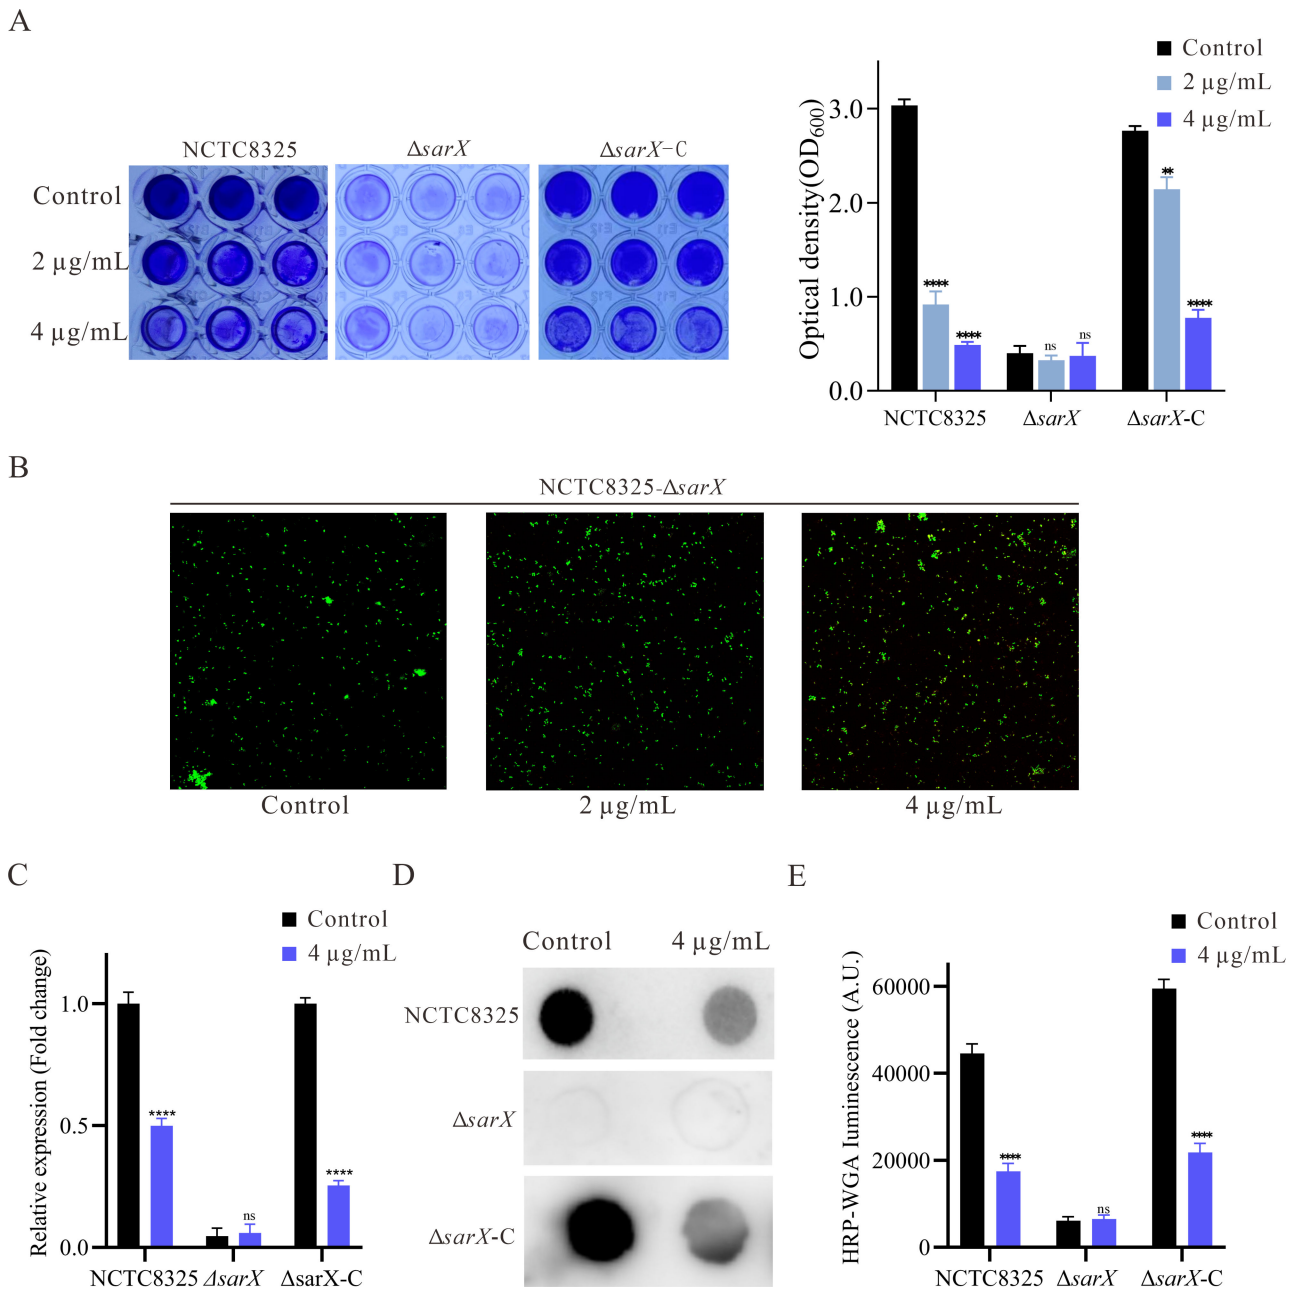 A
Control
2 µg/mL
4 µg/mL
NCTC8325
ΔsarX
ΔsarX-C
Control
2 µg/mL
4 µg/mL
Optical density(OD600)
3.0
2.0
1.0
0.0
****
****
ns
ns
**
****
NCTC8325
ΔsarX
ΔsarX-C
B
NCTC8325-ΔsarX
Control
2 µg/mL
4 µg/mL
C
Control
4 µg/mL
Relative expression (Fold change)
1.0
0.5
0.0
****
ns
****
NCTC8325
ΔsarX
ΔsarX-C
D
Control
4 µg/mL
NCTC8325
ΔsarX
ΔsarX-C
E
Control
4 µg/mL
HRP-WGA luminescence (A.U.)
60000
40000
20000
0
****
ns
****
NCTC8325
ΔsarX
ΔsarX-C